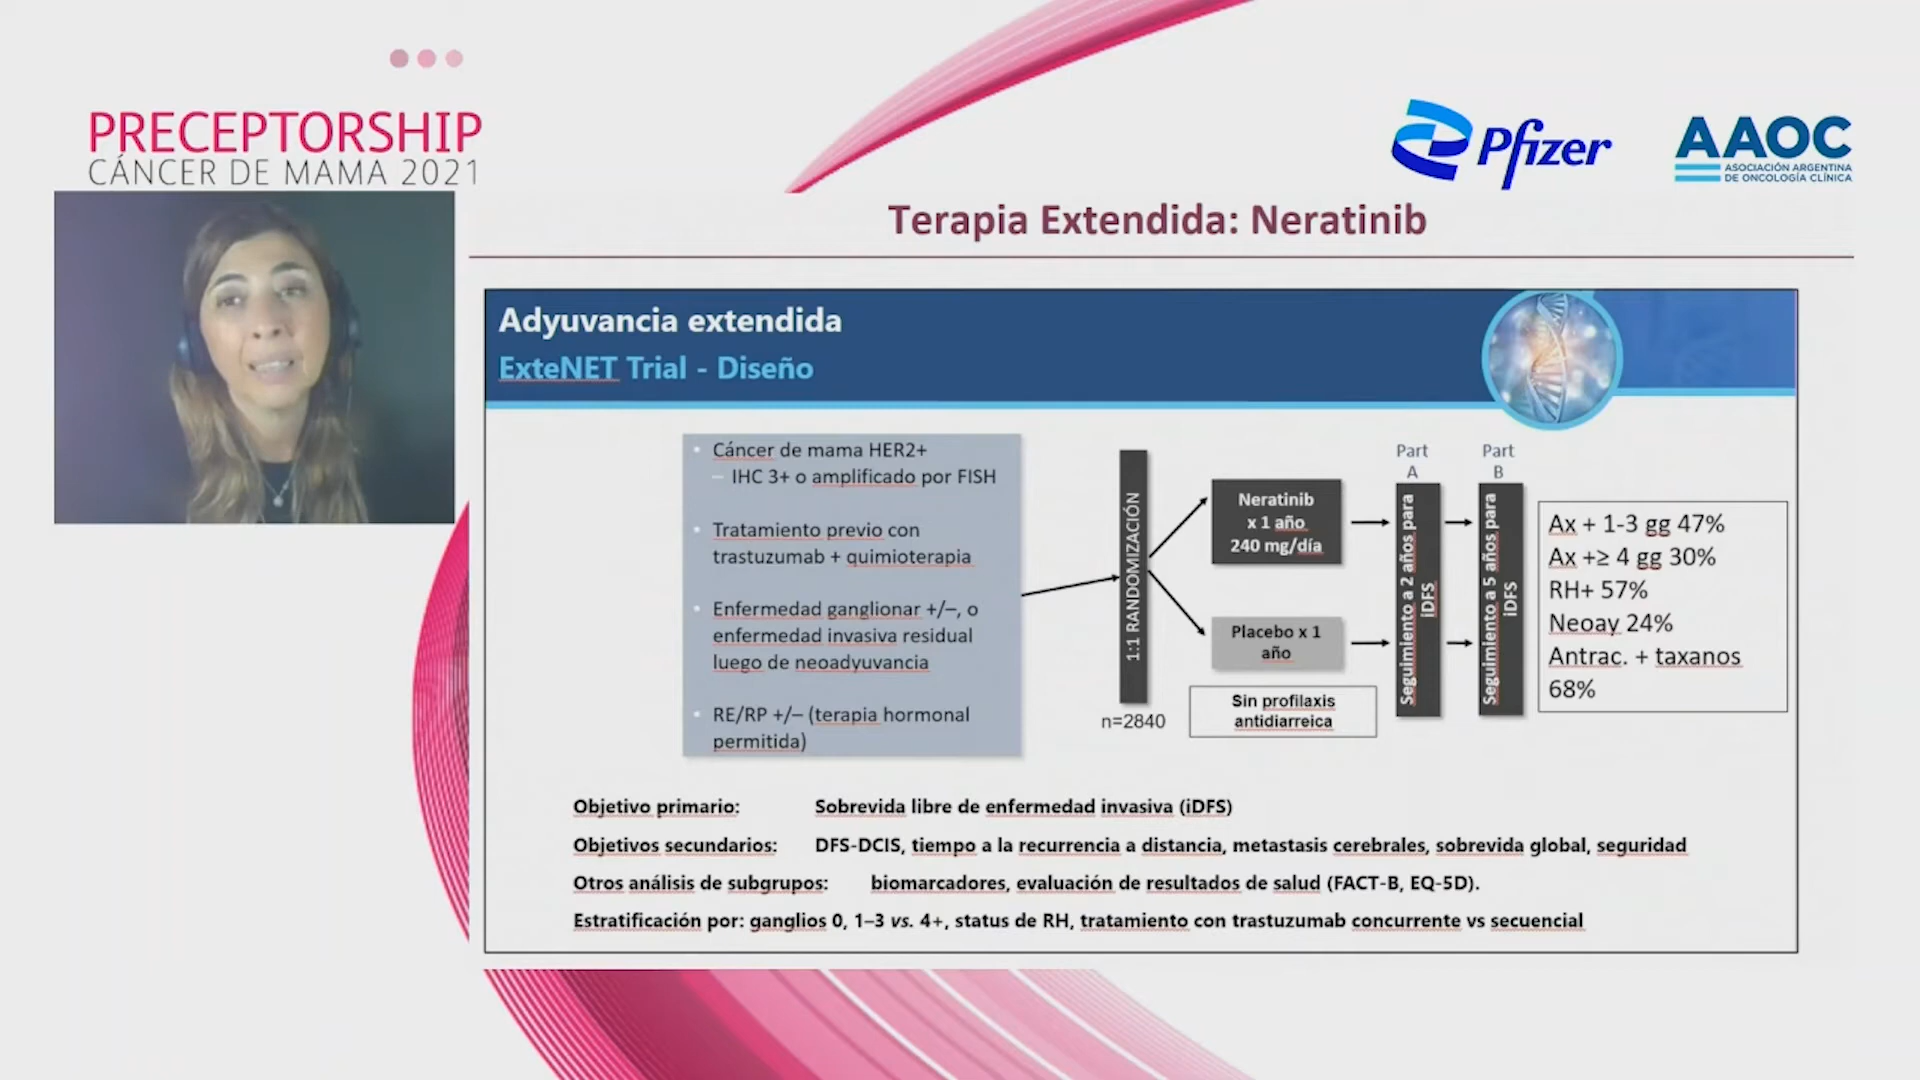 PRECEPTORSHIP
CÁNCER DE MAMA 2021
Pfizer
AAOC
ASOCIACIÓN ARGENTINA
DE ONCOLOGÍA CLÍNICA
Terapia Extendida: Neratinib
Adyuvancia extendida
ExteNET Trial - Diseño
• Cáncer de mama HER2+
– IHC 3+ o amplificado por FISH
• Tratamiento previo con
trastuzumab + quimioterapia
• Enfermedad ganglionar +/–, o
enfermedad invasiva residual
luego de neoadyuvancia
• RE/RP +/– (terapia hormonal
permitida)
1:1 RANDOMIZACIÓN
n=2840
Neratinib
x 1 año
240 mg/día
Placebo x 1
año
Sin profilaxis
antidiarreica
Part
A
Seguimiento a 2 años para
iDFS
Part
B
Seguimiento a 5 años para
iDFS
Ax + 1-3 gg 47%
Ax +≥ 4 gg 30%
RH+ 57%
Neoay 24%
Antrac. + taxanos
68%
Objetivo primario: Sobrevida libre de enfermedad invasiva (iDFS)
Objetivos secundarios: DFS-DCIS, tiempo a la recurrencia a distancia, metastasis cerebrales, sobrevida global, seguridad
Otros análisis de subgrupos: biomarcadores, evaluación de resultados de salud (FACT-B, EQ-5D).
Estratificación por: ganglios 0, 1–3 vs. 4+, status de RH, tratamiento con trastuzumab concurrente vs secuencial